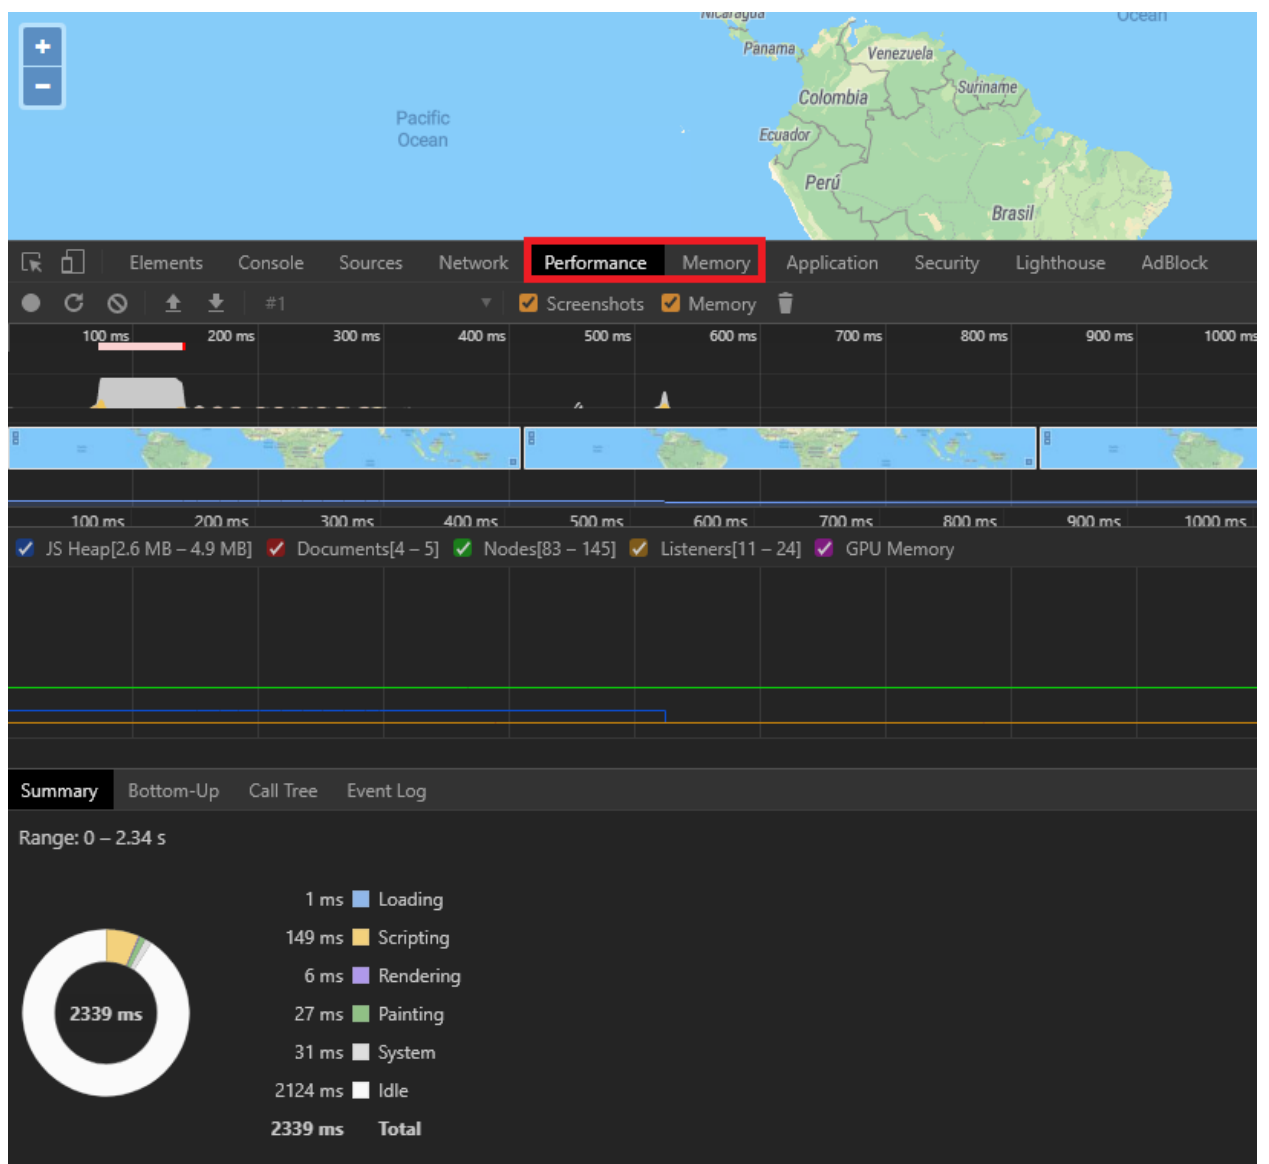 Nicaragua
Ocean
+
Panama
Venezuela
−
Colombia
Suriname
Pacific
Ocean
Ecuador
Perú
Brasil
Elements Console Sources Network Performance Memory Application Security Lighthouse AdBlock
#1 Screenshots Memory
100 ms 200 ms 300 ms 400 ms 500 ms 600 ms 700 ms 800 ms 900 ms 1000 ms
100 ms 200 ms 300 ms 400 ms 500 ms 600 ms 700 ms 800 ms 900 ms 1000 ms
JS Heap[2.6 MB – 4.9 MB] Documents[4 – 5] Nodes[83 – 145] Listeners[11 – 24] GPU Memory
Summary Bottom-Up Call Tree Event Log
Range: 0 – 2.34 s
1 ms Loading
149 ms Scripting
6 ms Rendering
2339 ms
27 ms Painting
31 ms System
2124 ms Idle
2339 ms Total